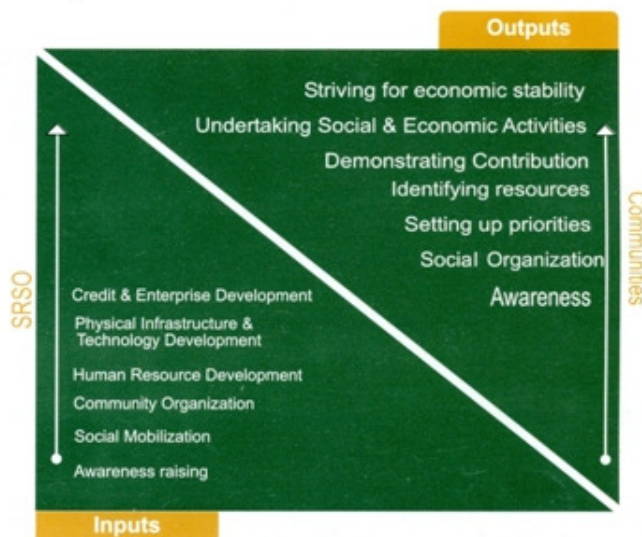 Outputs
Striving for economic stability
Undertaking Social & Economic Activities
Demonstrating Contribution
Identifying resources
Setting up priorities
Social Organization
Awareness
Communities
SRSO
Credit & Enterprise Development
Physical Infrastructure &
Technology Development
Human Resource Development
Community Organization
Social Mobilization
Awareness raising
Inputs